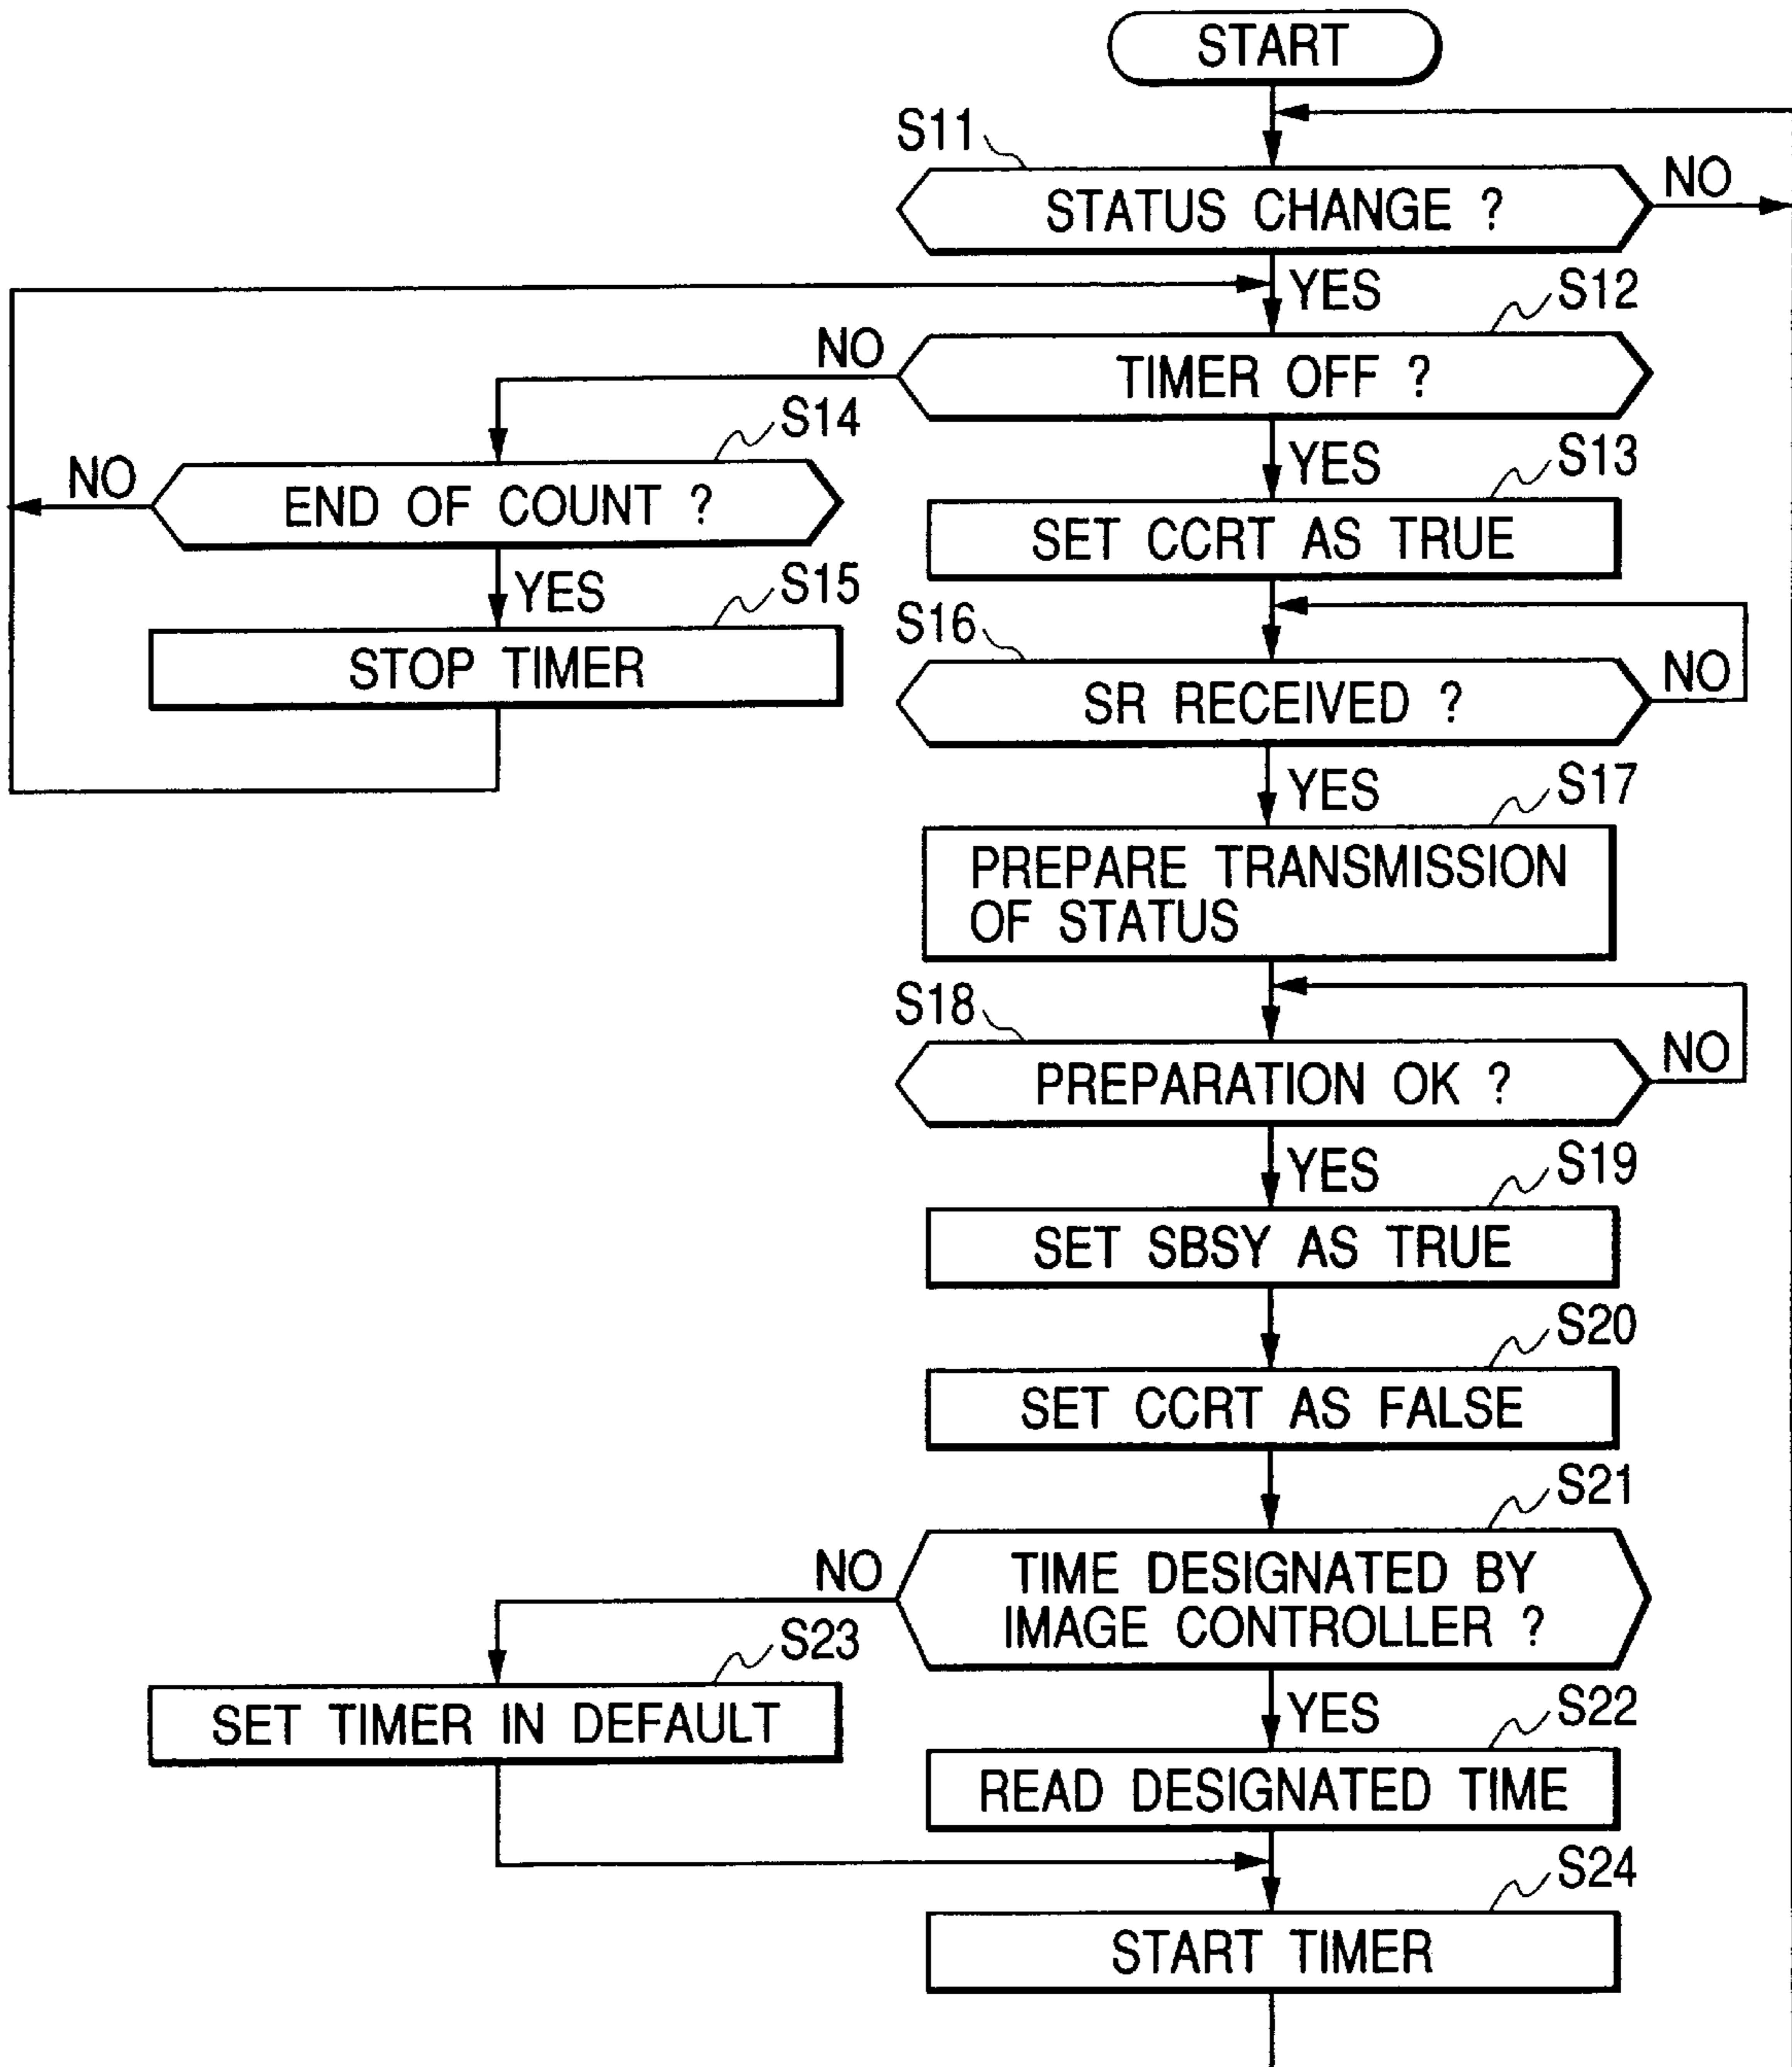 START
S11
STATUS CHANGE ?
NO
YES
S12
TIMER OFF ?
NO
S14
YES
S13
NO
END OF COUNT ?
SET CCRT AS TRUE
YES
S15
STOP TIMER
S16
SR RECEIVED ?
NO
YES
S17
PREPARE TRANSMISSION
OF STATUS
S18
PREPARATION OK ?
NO
YES
S19
SET SBSY AS TRUE
S20
SET CCRT AS FALSE
S21
TIME DESIGNATED BY
IMAGE CONTROLLER ?
NO
S23
SET TIMER IN DEFAULT
YES
S22
READ DESIGNATED TIME
S24
START TIMER